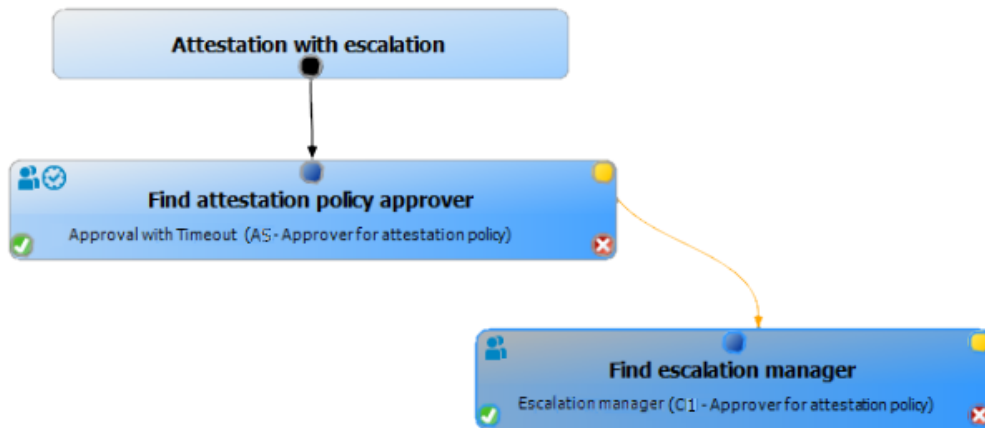 Attestation with escalation
Find attestation policy approver
Approval with Timeout (AS - Approver for attestation policy)
Find escalation manager
Escalation manager (O1 - Approver for attestation policy)